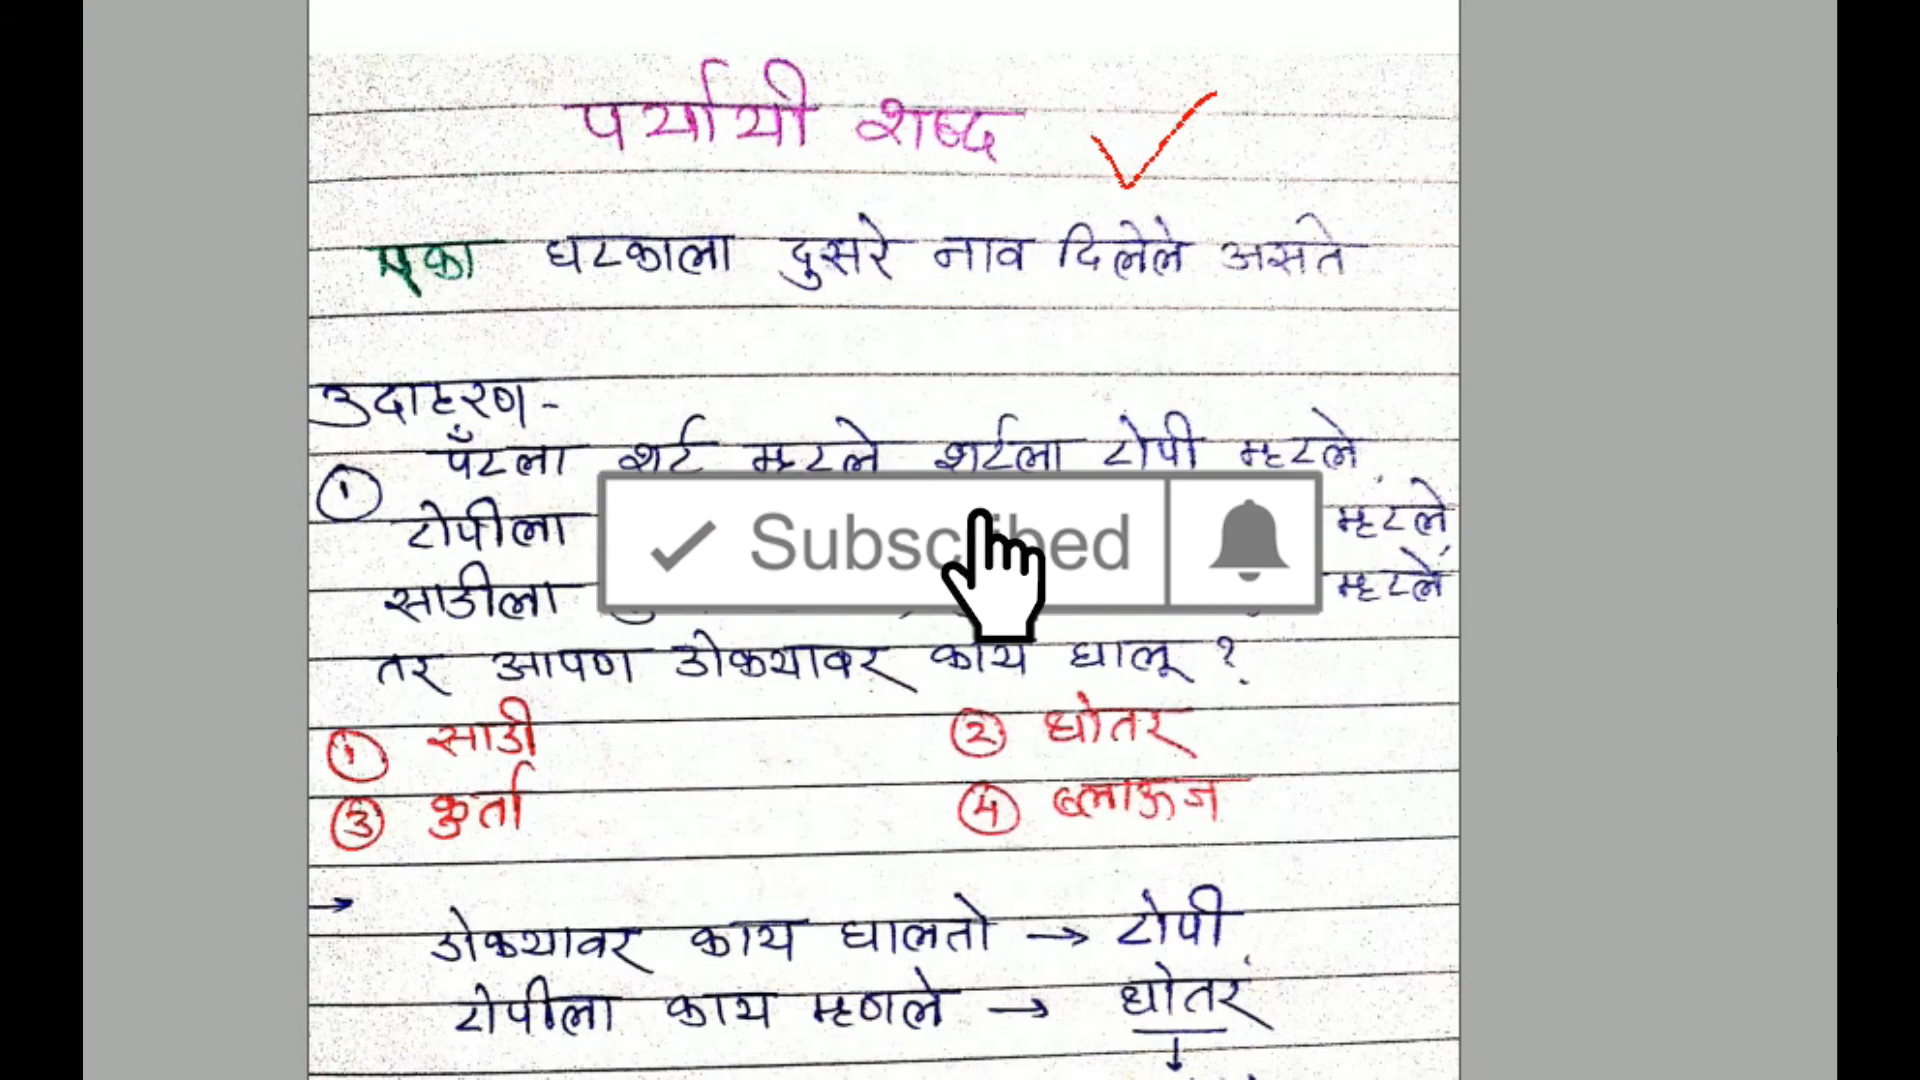 पर्यायी शब्द
एका घटकाला दुसरे नाव दिलेले असते
उदाहरण-
① पँटला शर्ट म्हटले शर्टला टोपी म्हटले
टोपीला म्हटले
Subscribed
साडीला म्हटले
तर आपण डोक्यावर काय घालू ?
① साडी ② धोतर
③ कुर्ता ④ ब्लाऊज
→ डोक्यावर काय घालतो → टोपी
टोपीला काय म्हणले → धोतर
↓